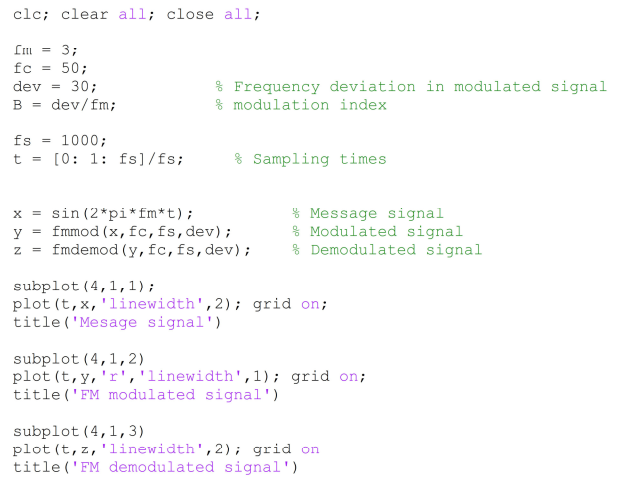 clc; clear all; close all;
fm = 3;
fc = 50;
dev = 30; % Frequency deviation in modulated signal
B = dev/fm; % modulation index
fs = 1000;
t = [0: 1: fs]/fs; % Sampling times
x = sin(2*pi*fm*t); % Message signal
y = fmmod(x,fc,fs,dev); % Modulated signal
z = fmdemod(y,fc,fs,dev); % Demodulated signal
subplot(4,1,1);
plot(t,x,'linewidth',2); grid on;
title('Mesage signal')
subplot(4,1,2)
plot(t,y,'r','linewidth',1); grid on;
title('FM modulated signal')
subplot(4,1,3)
plot(t,z,'linewidth',2); grid on
title('FM demodulated signal')